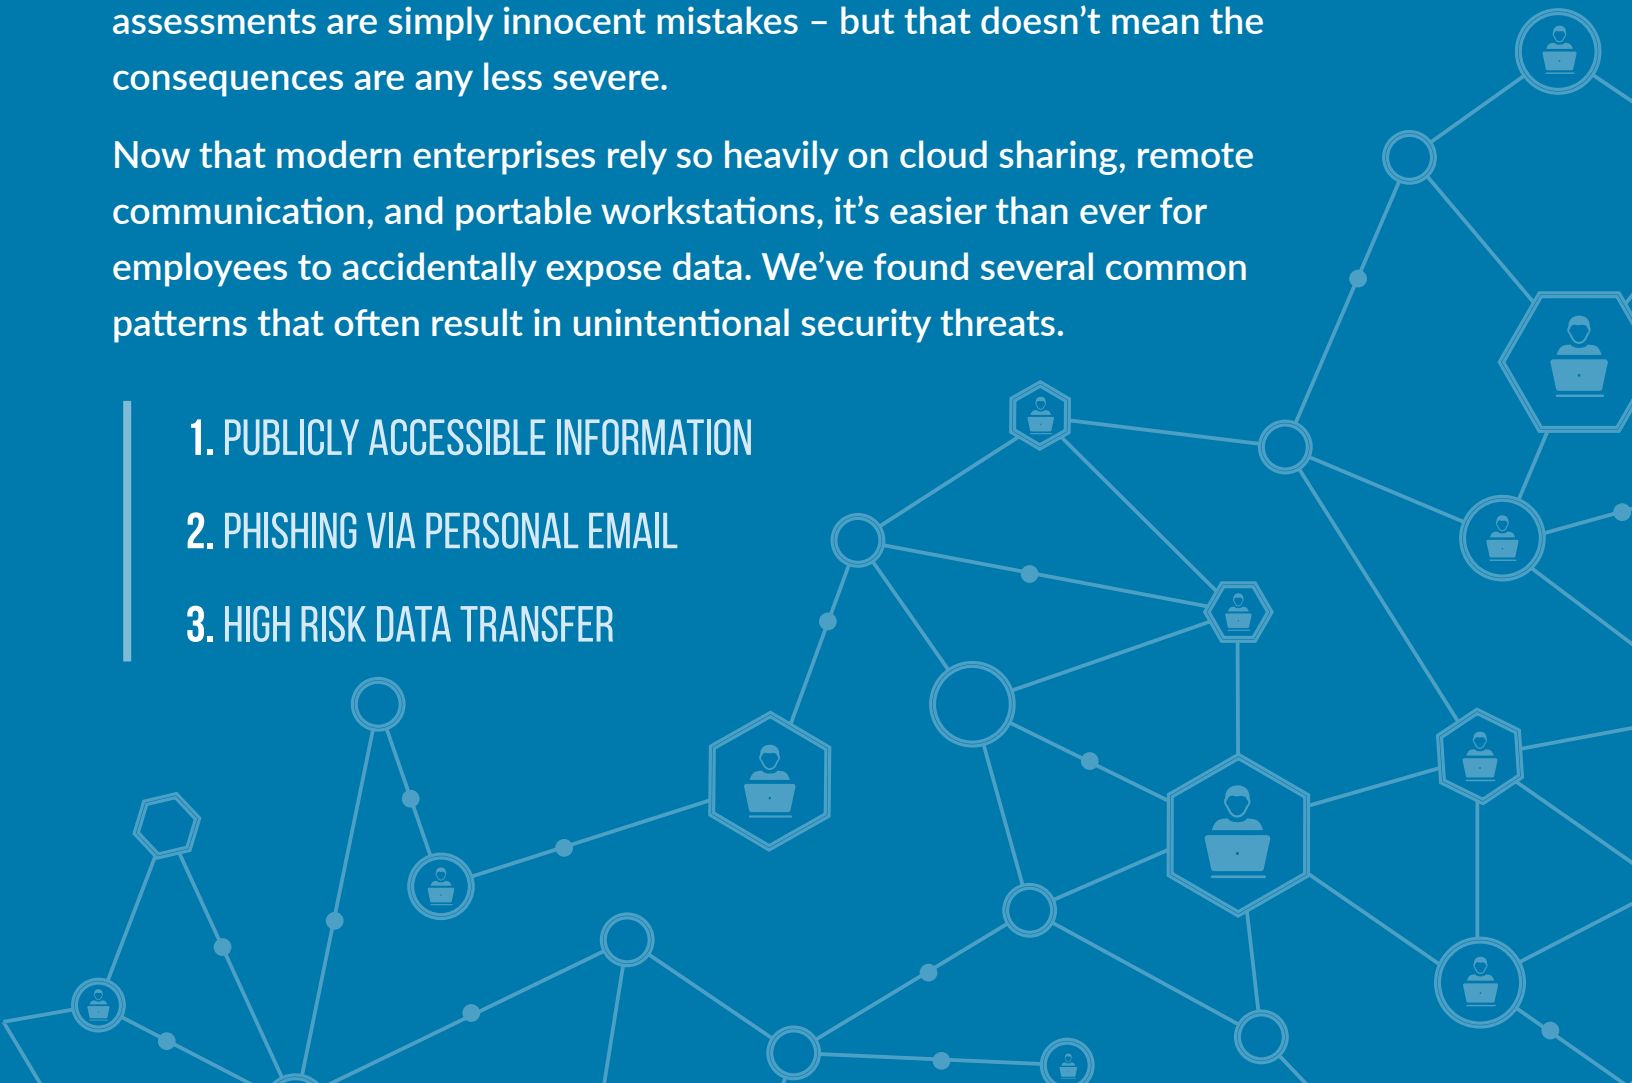 assessments are simply innocent mistakes – but that doesn’t mean the
consequences are any less severe.
Now that modern enterprises rely so heavily on cloud sharing, remote
communication, and portable workstations, it’s easier than ever for
employees to accidentally expose data. We’ve found several common
patterns that often result in unintentional security threats.
1. PUBLICLY ACCESSIBLE INFORMATION
2. PHISHING VIA PERSONAL EMAIL
3. HIGH RISK DATA TRANSFER